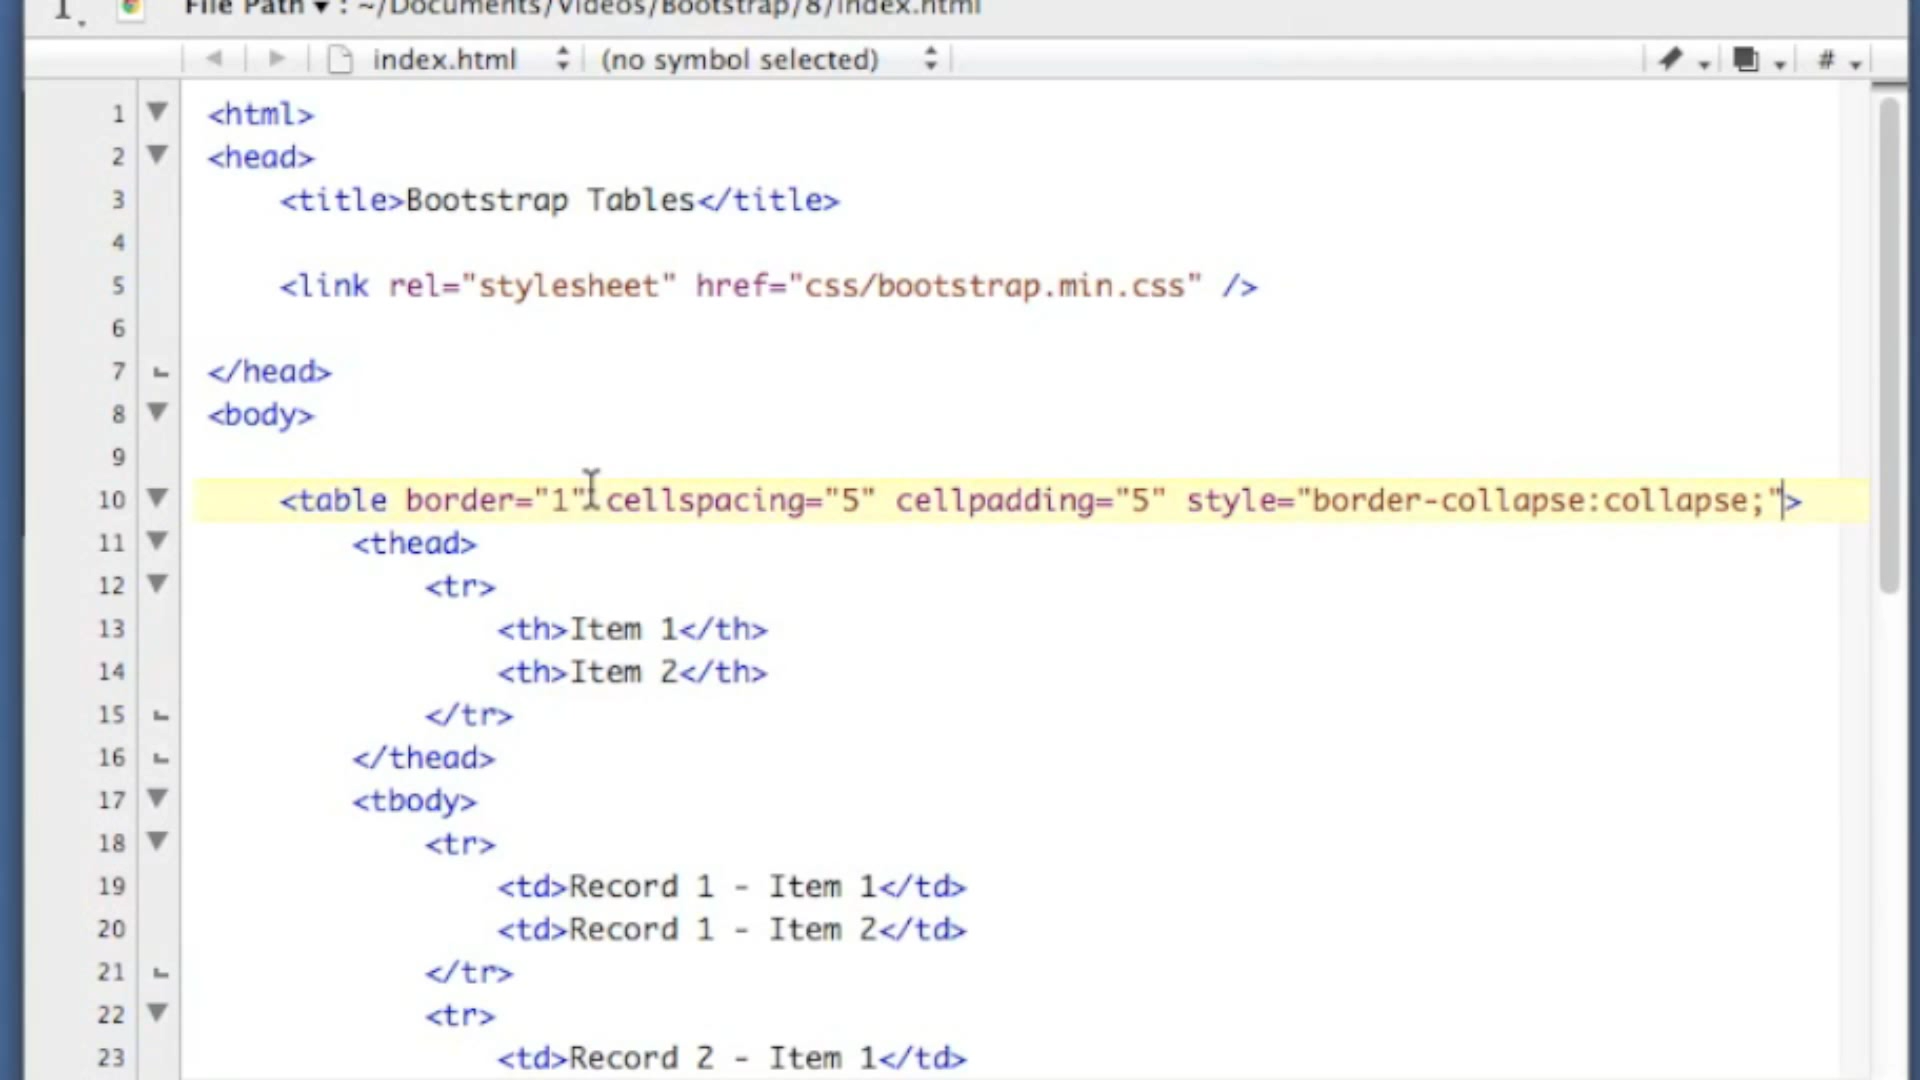 File Path ▾ : ~/Documents/Videos/Bootstrap/8/index.html
index.html (no symbol selected) #
1 <html>
2 <head>
3 <title>Bootstrap Tables</title>
4
5 <link rel="stylesheet" href="css/bootstrap.min.css" />
6
7 </head>
8 <body>
9
10 <table border="1" cellspacing="5" cellpadding="5" style="border-collapse:collapse;">
11 <thead>
12 <tr>
13 <th>Item 1</th>
14 <th>Item 2</th>
15 </tr>
16 </thead>
17 <tbody>
18 <tr>
19 <td>Record 1 - Item 1</td>
20 <td>Record 1 - Item 2</td>
21 </tr>
22 <tr>
23 <td>Record 2 - Item 1</td>